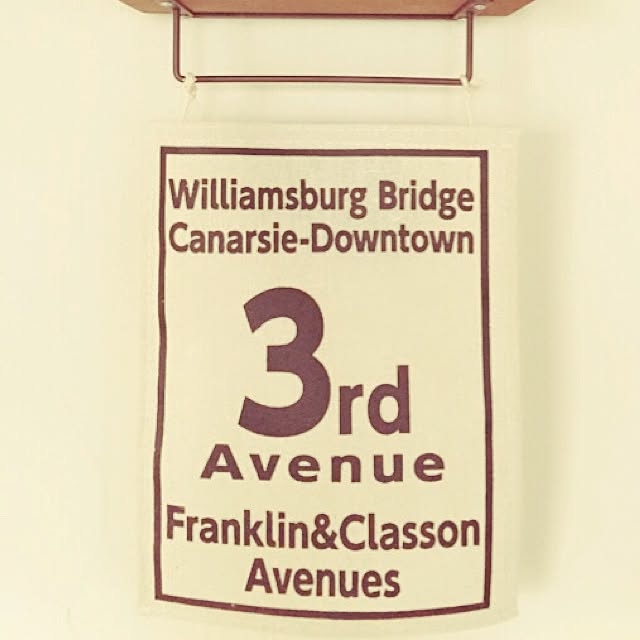 Williamsburg Bridge
Canarsie-Downtown
3rd
Avenue
Franklin&Classon
Avenues